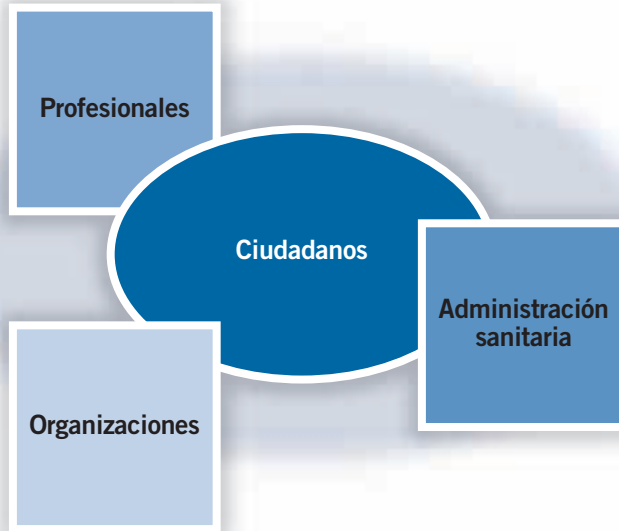 Profesionales
Ciudadanos
Administración
sanitaria
Organizaciones